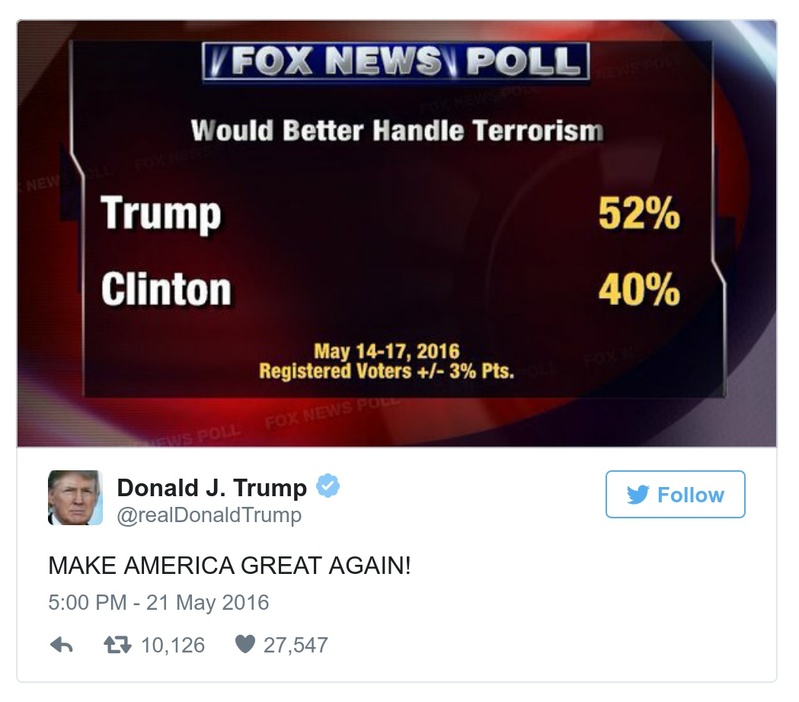 FOX NEWS POLL
Would Better Handle Terrorism
Trump 52%
Clinton 40%
May 14-17, 2016
Registered Voters +/- 3% Pts.
FOX NEWS POLL
NEWS POLL
Donald J. Trump
@realDonaldTrump
Follow
MAKE AMERICA GREAT AGAIN!
5:00 PM - 21 May 2016
10,126 27,547